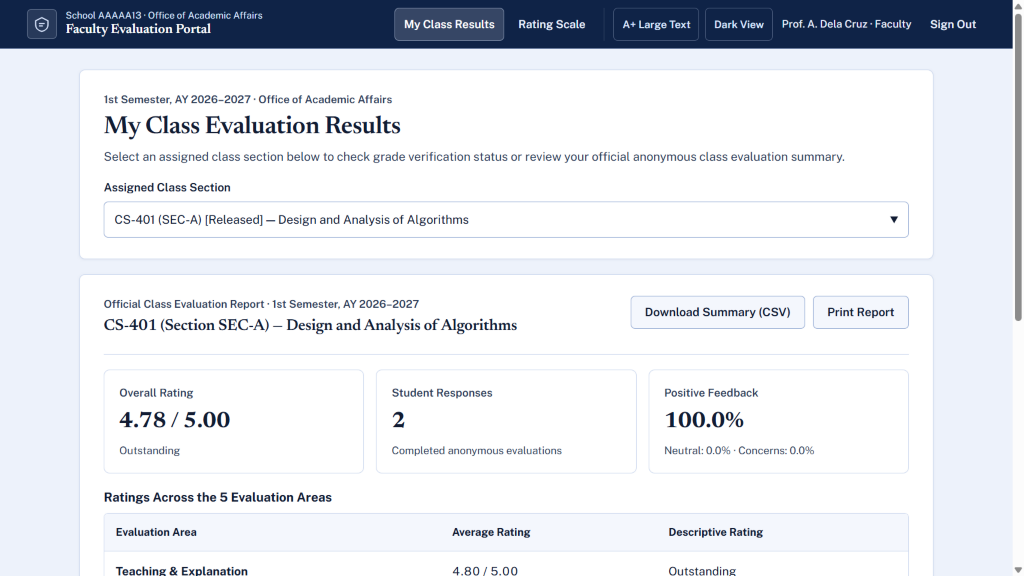 School AAAAA13 · Office of Academic Affairs
Faculty Evaluation Portal
My Class Results
Rating Scale
A+ Large Text
Dark View
Prof. A. Dela Cruz · Faculty
Sign Out
1st Semester, AY 2026–2027 · Office of Academic Affairs
My Class Evaluation Results
Select an assigned class section below to check grade verification status or review your official anonymous class evaluation summary.
Assigned Class Section
CS-401 (SEC-A) [Released] — Design and Analysis of Algorithms
Official Class Evaluation Report · 1st Semester, AY 2026–2027
CS-401 (Section SEC-A) — Design and Analysis of Algorithms
Download Summary (CSV)
Print Report
Overall Rating
4.78 / 5.00
Outstanding
Student Responses
2
Completed anonymous evaluations
Positive Feedback
100.0%
Neutral: 0.0% · Concerns: 0.0%
Ratings Across the 5 Evaluation Areas
Evaluation Area Average Rating Descriptive Rating
Teaching & Explanation 4.80 / 5.00 Outstanding